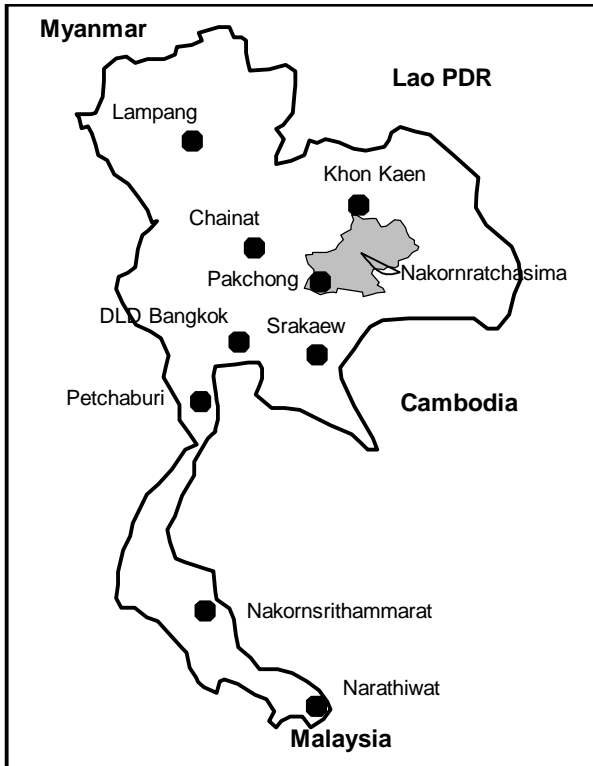 Myanmar
Lao PDR
Lampang
Khon Kaen
Chainat
Pakchong
Nakornratchasima
DLD Bangkok
Srakaew
Petchaburi
Cambodia
Nakornsrithammarat
Narathiwat
Malaysia